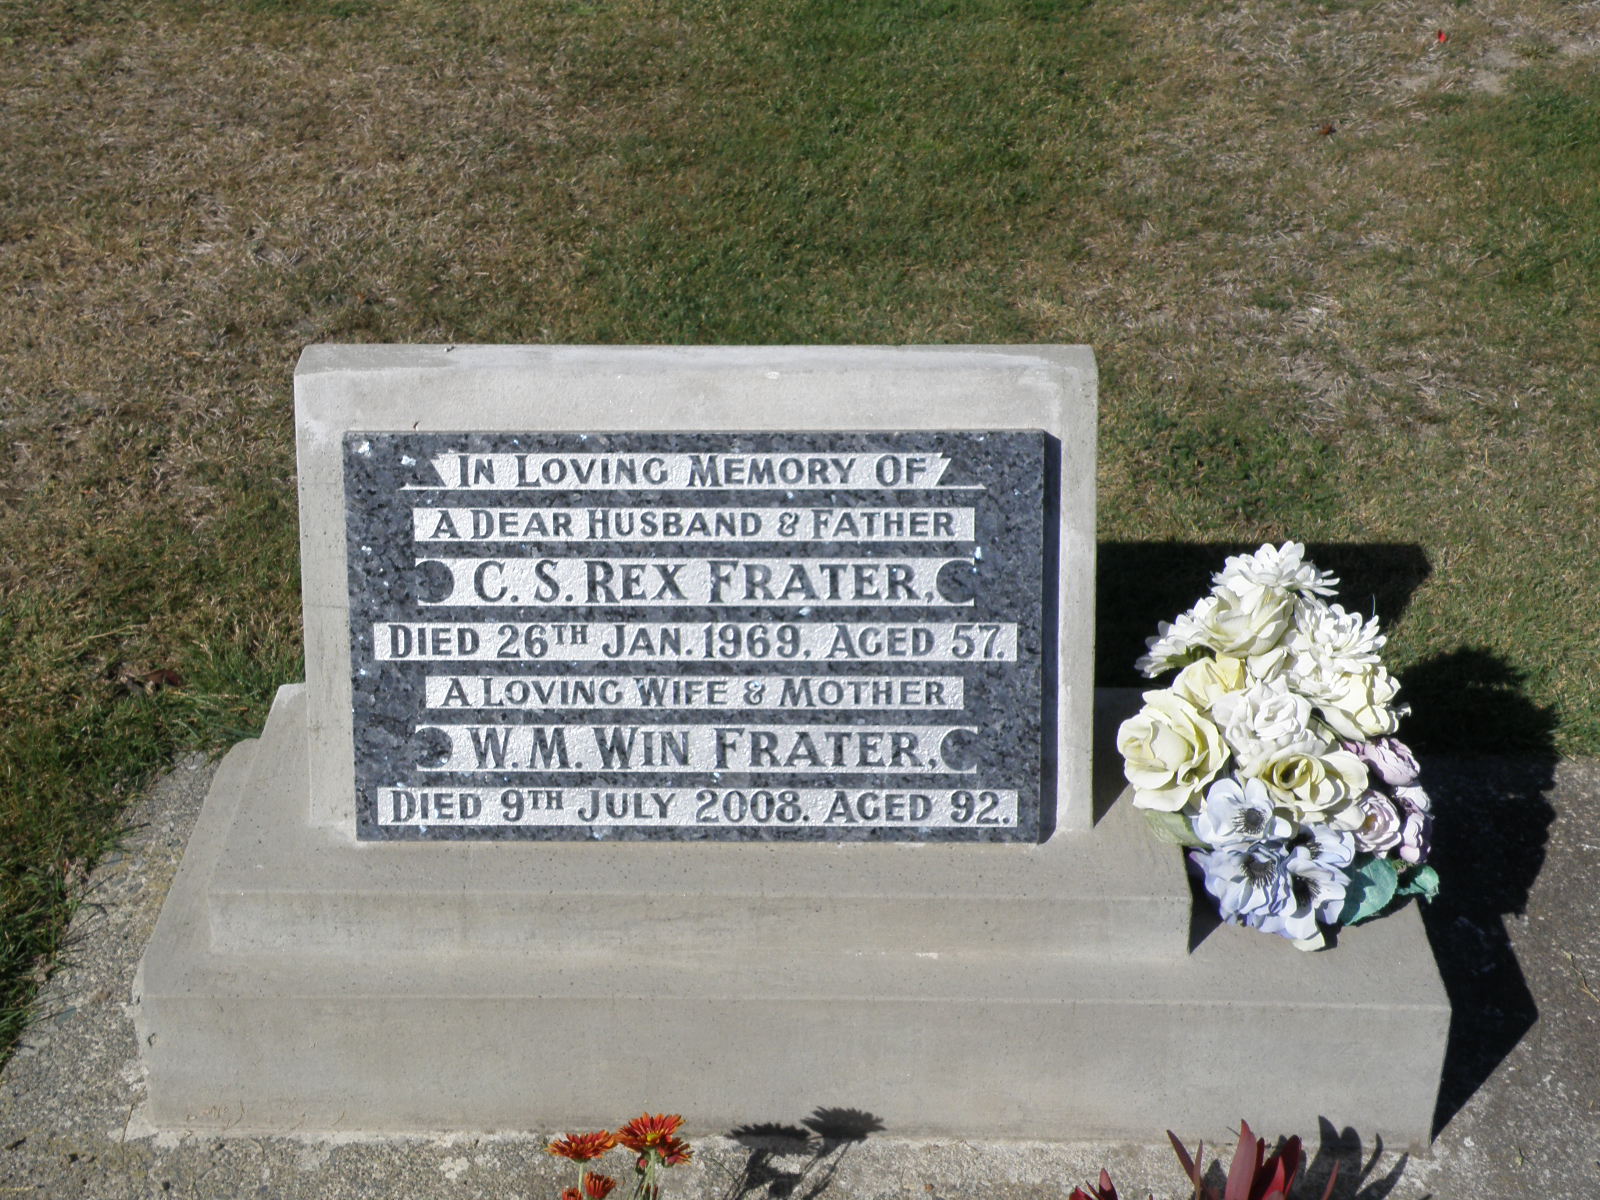 In Loving Memory Of
A Dear Husband & Father
C. S. Rex Frater,
Died 26th Jan. 1969. Aged 57.
A Loving Wife & Mother
W. M. Win Frater,
Died 9th July 2008. Aged 92.